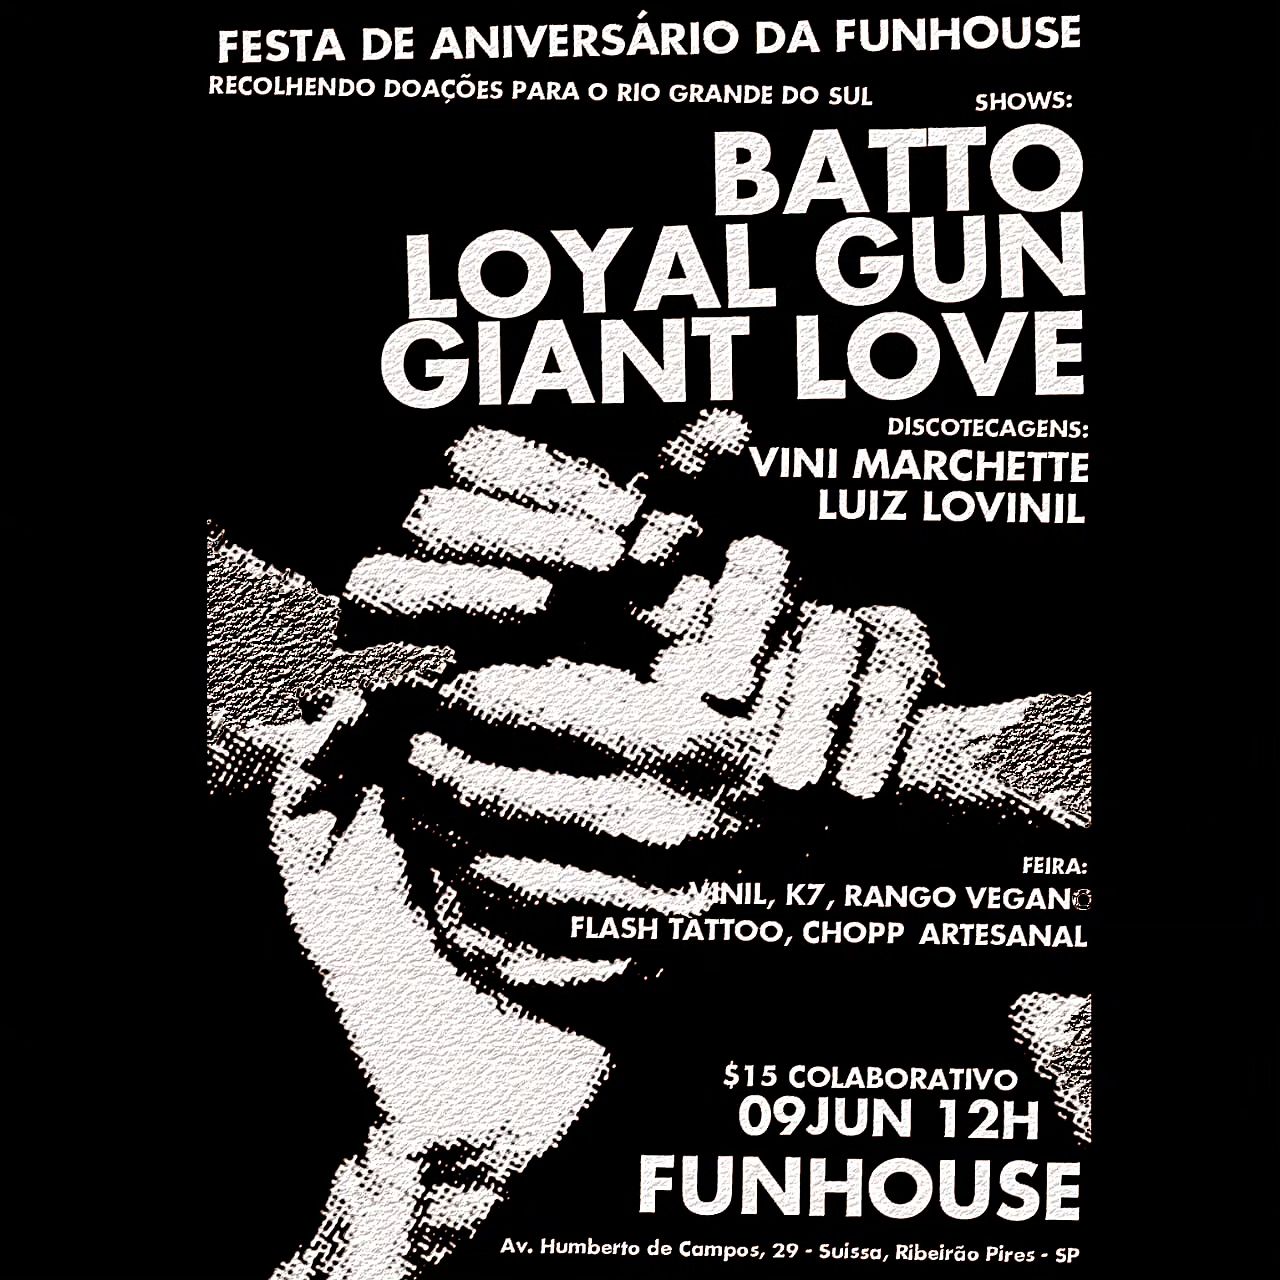 FESTA DE ANIVERSÁRIO DA FUNHOUSE
RECOLHENDO DOAÇÕES PARA O RIO GRANDE DO SUL
SHOWS:
BATTO
LOYAL GUN
GIANT LOVE
DISCOTECAGENS:
VINI MARCHETTE
LUIZ LOVINIL
FEIRA:
VINIL, K7, RANGO VEGANO
FLASH TATTOO, CHOPP ARTESANAL
$15 COLABORATIVO
09JUN 12H
FUNHOUSE
Av. Humberto de Campos, 29 - Suissa, Ribeirão Pires - SP